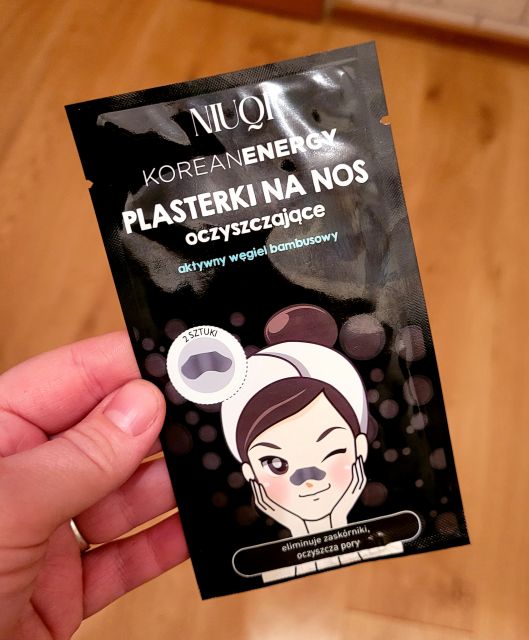 NIUQI
KOREANENERGY
PLASTERKI NA NOS
oczyszczające
aktywny węgiel bambusowy
2 SZTUKI
eliminuje zaskórniki,
oczyszcza pory